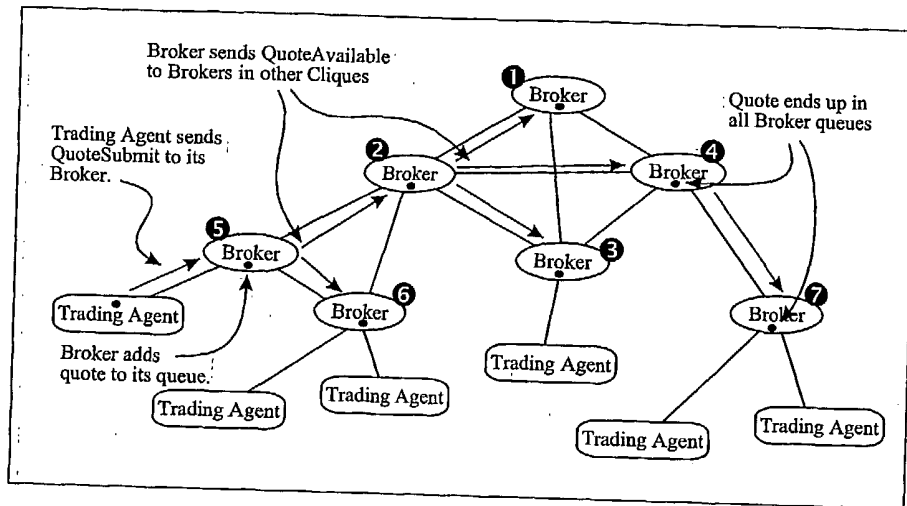 Broker sends QuoteAvailable
to Brokers in other Cliques
Trading Agent sends
QuoteSubmit to its
Broker.
Quote ends up in
all Broker queues
1
Broker
2
Broker
4
Broker
5
Broker
3
Broker
6
Broker
7
Broker
Trading Agent
Broker adds
quote to its queue.
Trading Agent
Trading Agent
Trading Agent
Trading Agent
Trading Agent